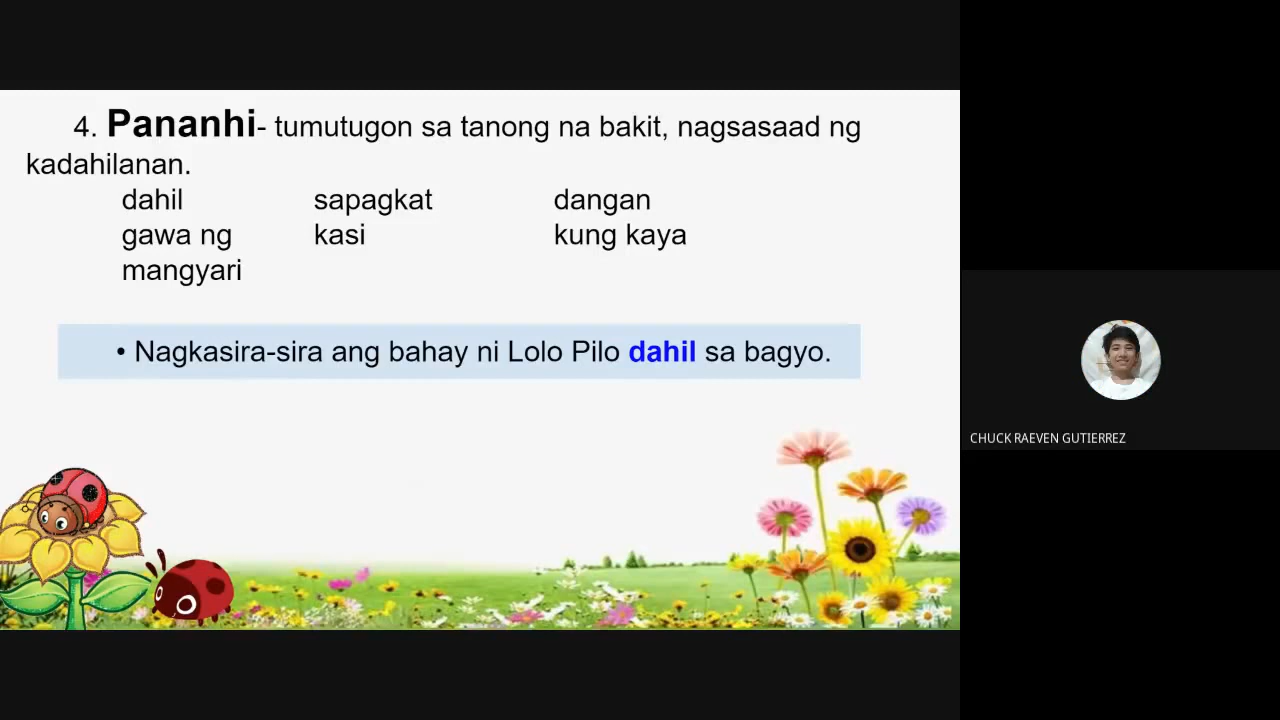 4. Pananhi- tumutugon sa tanong na bakit, nagsasaad ng
kadahilanan.
dahil sapagkat dangan
gawa ng kasi kung kaya
mangyari
• Nagkasira-sira ang bahay ni Lolo Pilo dahil sa bagyo.
CHUCK RAEVEN GUTIERREZ